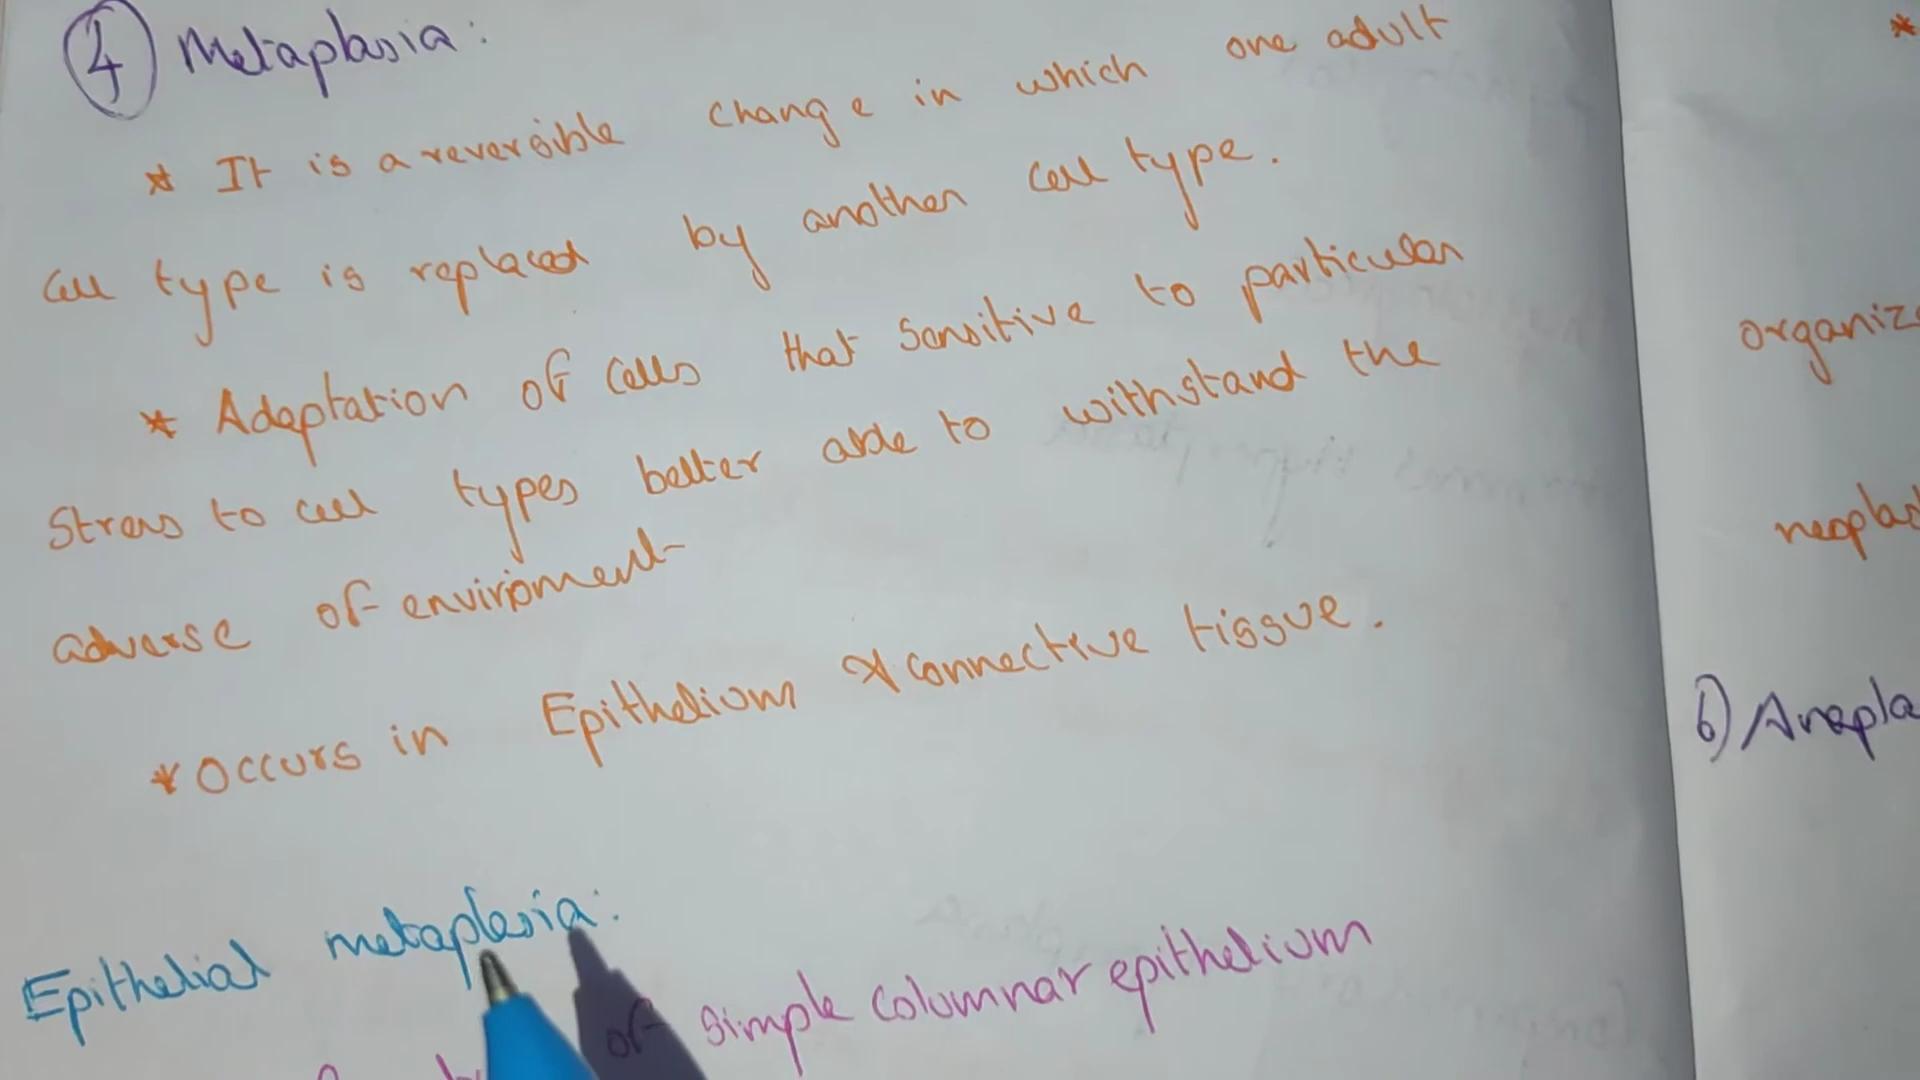 4 Metaplasia:
* It is a reversible change in which one adult
cell type is replaced by another cell type.
* Adaptation of cells that sensitive to particular
Stress to cell types better able to withstand the
adverse of enviroment
* Occurs in Epithelium & connective tissue.
Epithelial metaplasia:
of simple columnar epithelium
*
organiz
neoplas
6) Anapla